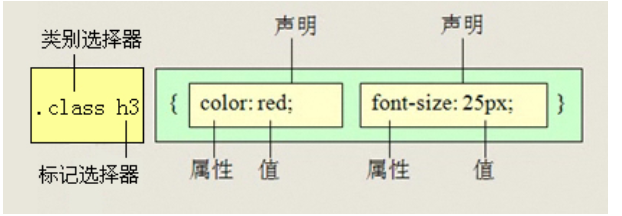 类别选择器
声明
声明
.class h3
{ color: red; font-size: 25px; }
标记选择器
属性 值
属性 值